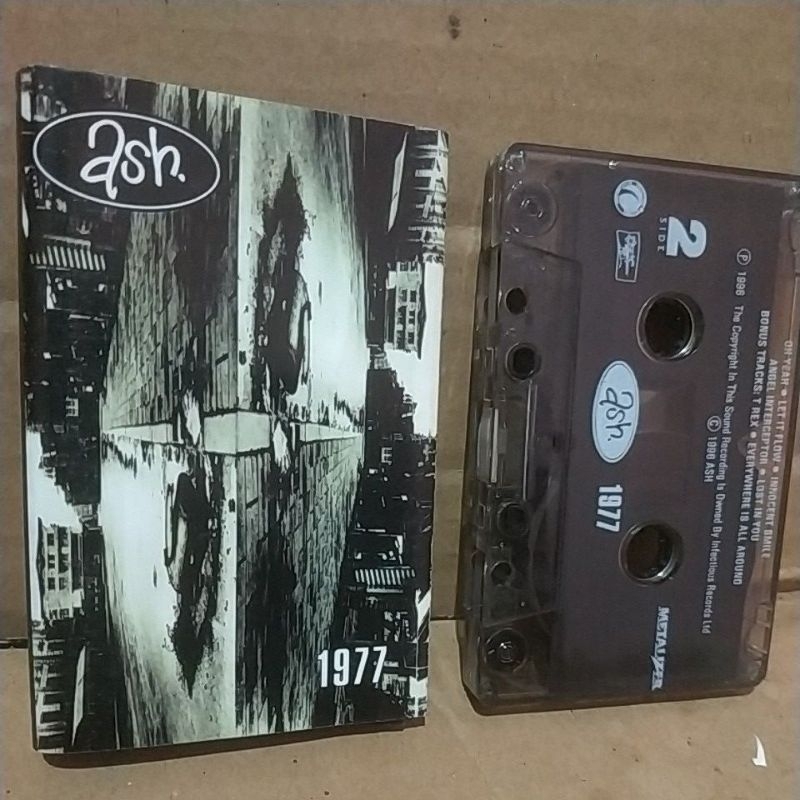 ash.
1977
2
SIDE
OH YEAH • LET IT FLOW • INNOCENT SMILE
ANGEL INTERCEPTOR • LOST IN YOU
BONUS TRACKS: T REX • EVERYWHERE IS ALL AROUND
℗ 1996 The Copyright In This Sound Recording Is Owned By Infectious Records Ltd
© 1996 ASH
ash.
1977
METALIZER